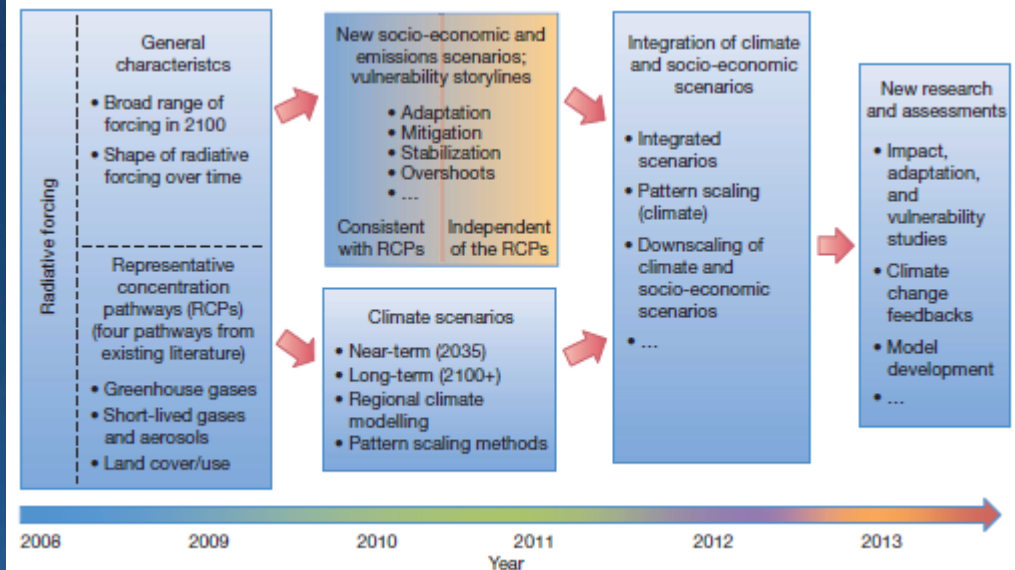 Radiative forcing
General
characteristcs
• Broad range of
forcing in 2100
• Shape of radiative
forcing over time
Representative
concentration
pathways (RCPs)
(four pathways from
existing literature)
• Greenhouse gases
• Short-lived gases
and aerosols
• Land cover/use
New socio-economic and
emissions scenarios;
vulnerability storylines
• Adaptation
• Mitigation
• Stabilization
• Overshoots
• ...
Consistent
with RCPs
Independent
of the RCPs
Climate scenarios
• Near-term (2035)
• Long-term (2100+)
• Regional climate
modelling
• Pattern scaling methods
Integration of climate
and socio-economic
scenarios
• Integrated
scenarios
• Pattern scaling
(climate)
• Downscaling of
climate and
socio-economic
scenarios
• ...
New research
and assessments
• Impact,
adaptation,
and
vulnerability
studies
• Climate
change
feedbacks
• Model
development
• ...
2008 2009 2010 2011 2012 2013
Year